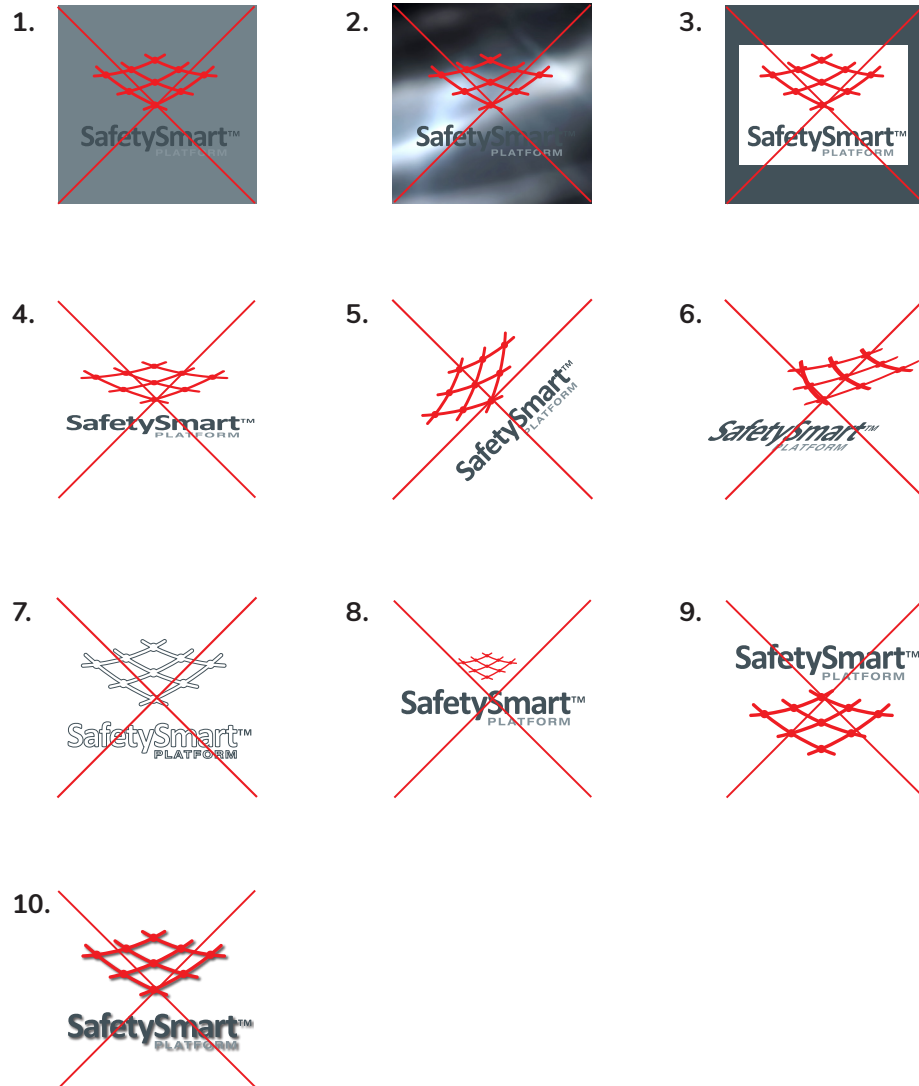 1.
SafetySmart™
PLATFORM
2.
SafetySmart™
PLATFORM
3.
SafetySmart™
PLATFORM
4.
SafetySmart™
PLATFORM
5.
SafetySmart™
PLATFORM
6.
SafetySmart™
PLATFORM
7.
SafetySmart™
PLATFORM
8.
SafetySmart™
PLATFORM
9.
SafetySmart™
PLATFORM
10.
SafetySmart™
PLATFORM